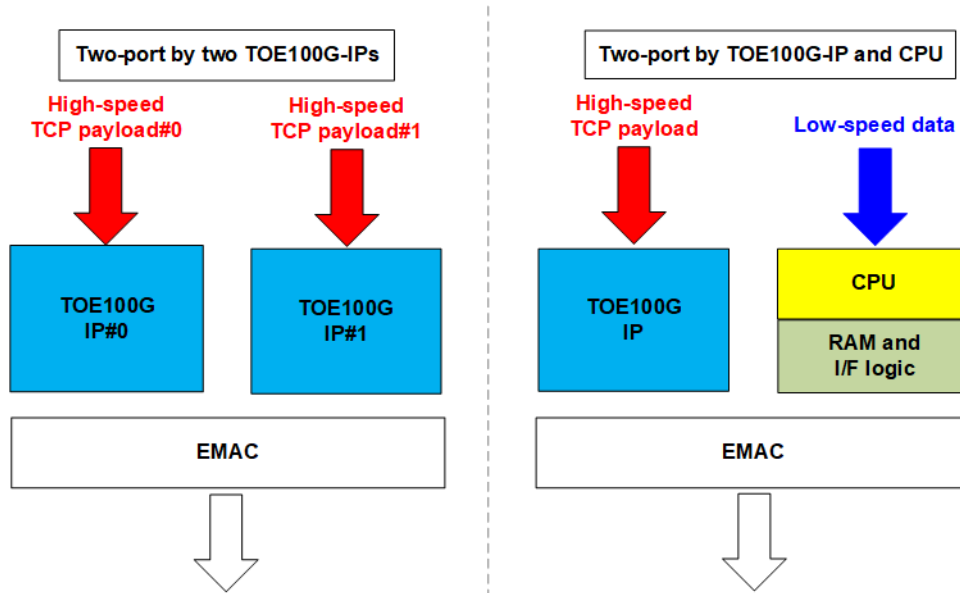 Two-port by two TOE100G-IPs
High-speed
TCP payload#0
High-speed
TCP payload#1
TOE100G
IP#0
TOE100G
IP#1
EMAC
Two-port by TOE100G-IP and CPU
High-speed
TCP payload
Low-speed data
TOE100G
IP
CPU
RAM and
I/F logic
EMAC